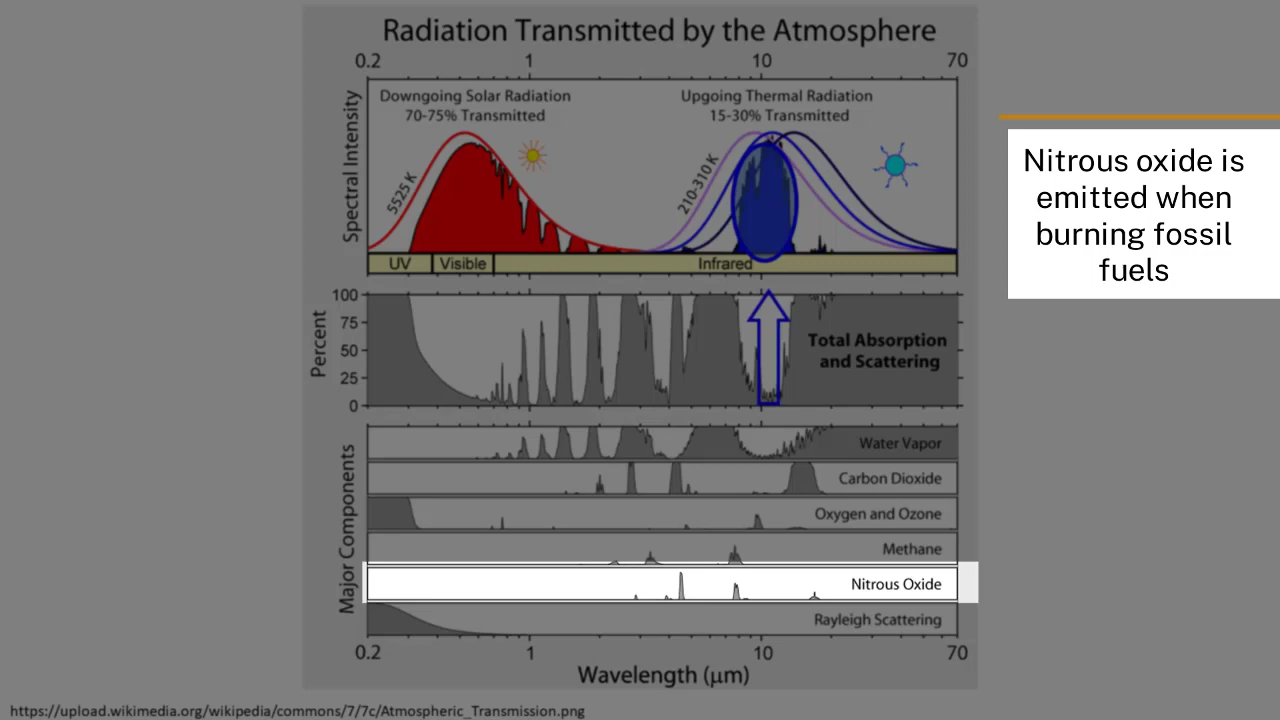 Radiation Transmitted by the Atmosphere
0.2 1 10 70
Downgoing Solar Radiation
70-75% Transmitted
Upgoing Thermal Radiation
15-30% Transmitted
Spectral Intensity
5525 K
210-310 K
UV Visible Infrared
Nitrous oxide is
emitted when
burning fossil
fuels
Percent
100
75
50
25
0
Total Absorption
and Scattering
Major Components
Water Vapor
Carbon Dioxide
Oxygen and Ozone
Methane
Nitrous Oxide
Rayleigh Scattering
0.2 1 10 70
Wavelength (μm)
https://upload.wikimedia.org/wikipedia/commons/7/7c/Atmospheric_Transmission.png